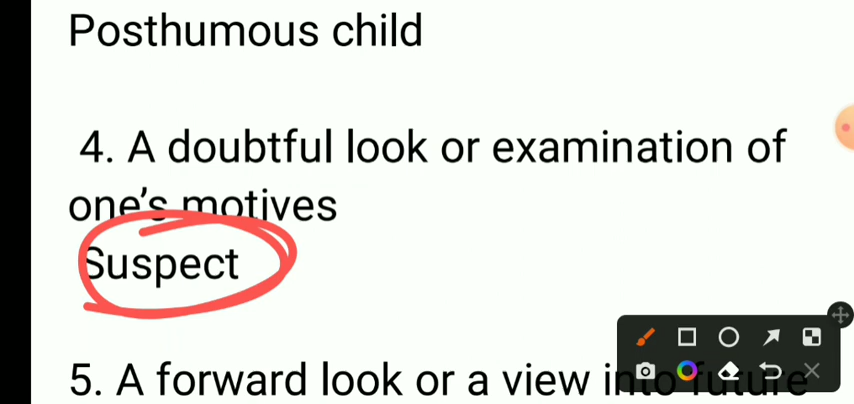 Posthumous child
4. A doubtful look or examination of
one's motives
Suspect
5. A forward look or a view into future